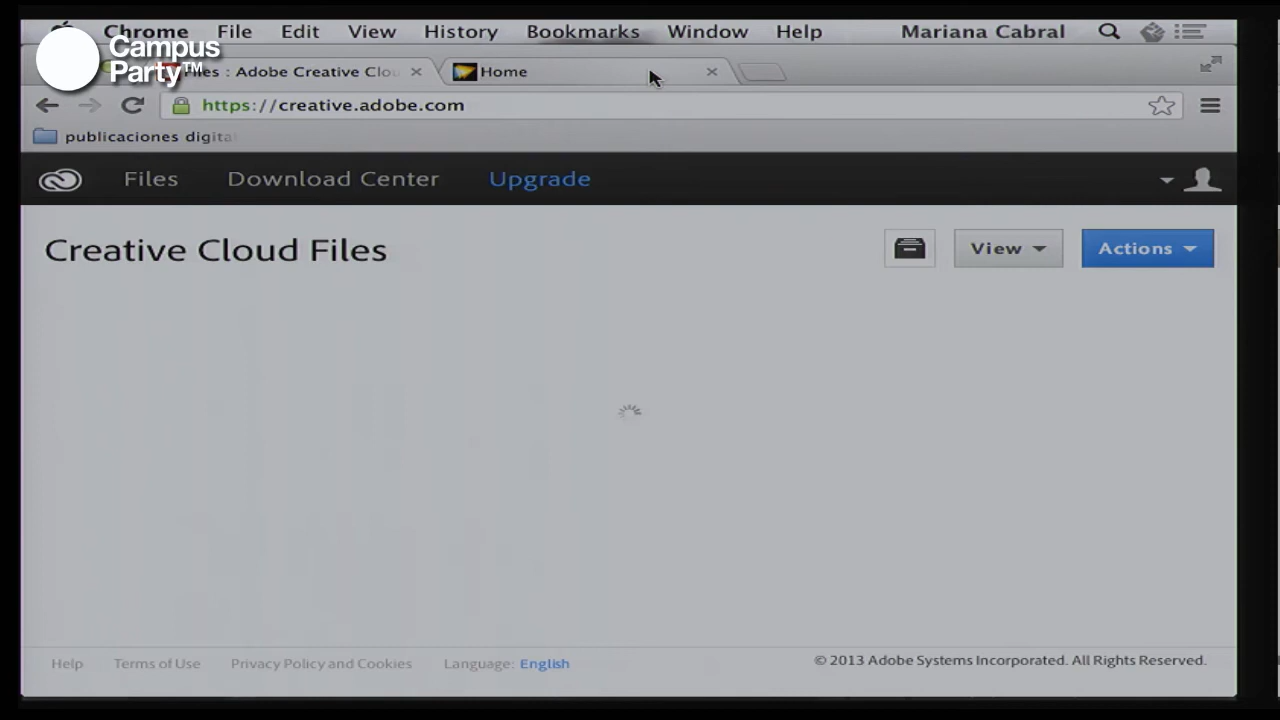 Chrome File Edit View History Bookmarks Window Help Mariana Cabral
Campus
Party™
Files : Adobe Creative Clou
Home
https://creative.adobe.com
publicaciones digita
Files Download Center Upgrade
Creative Cloud Files
View
Actions
Help Terms of Use Privacy Policy and Cookies Language: English
© 2013 Adobe Systems Incorporated. All Rights Reserved.